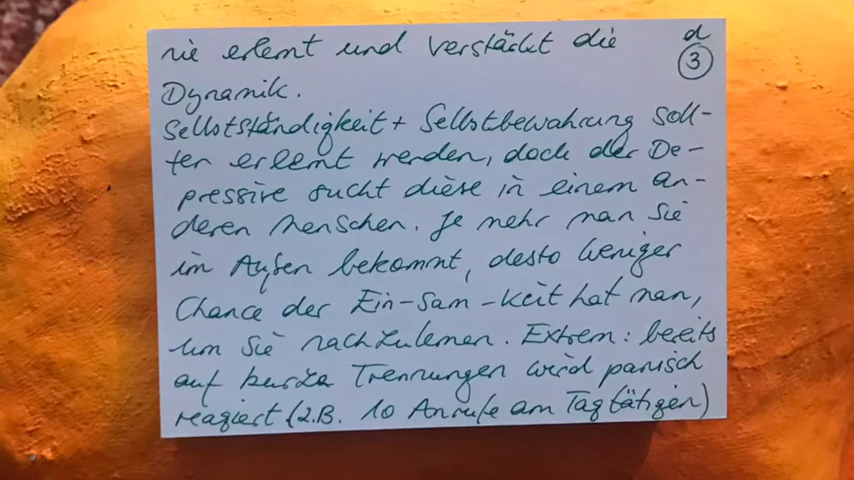 nie erlernt und verstärkt die
d
3
Dynamik.
Selbstständigkeit + Selbstbewahrung soll-
ten erlernt werden, doch der De-
pressive sucht diese in einem an-
deren Menschen. Je mehr man sie
im Außen bekommt, desto weniger
Chance der Ein-Sam-Keit hat man,
um sie nachzulernen. Extrem: bereits
auf kurze Trennungen wird panisch
reagiert (z.B. 10 Anrufe am Tag tätigen)